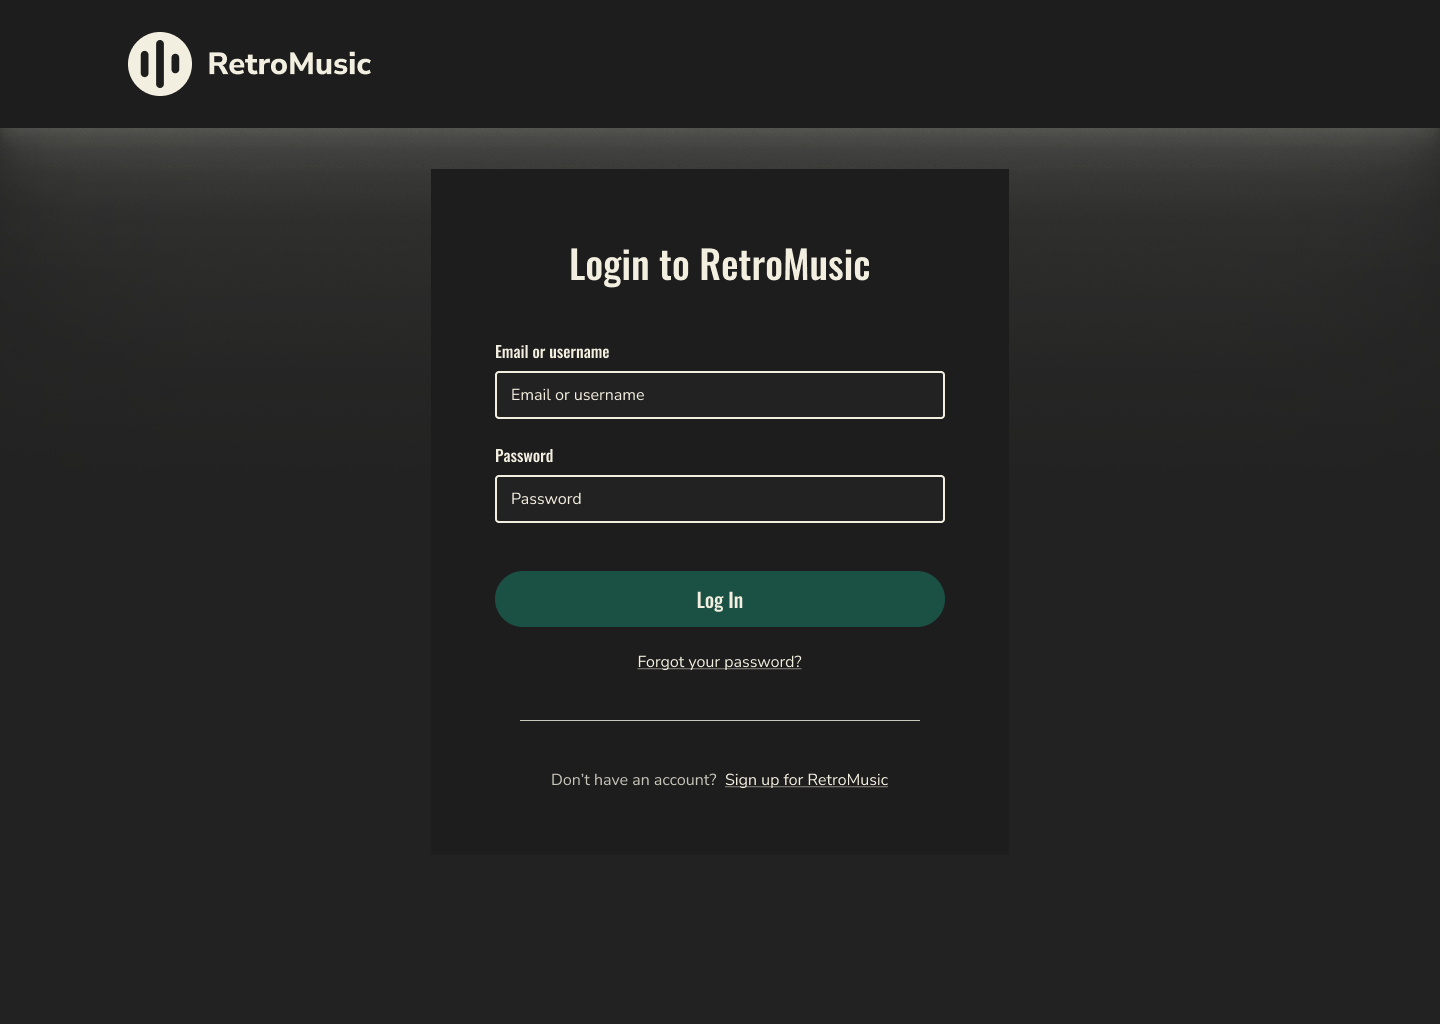 RetroMusic
Login to RetroMusic
Email or username
Email or username
Password
Password
Log In
Forgot your password?
Don't have an account? Sign up for RetroMusic